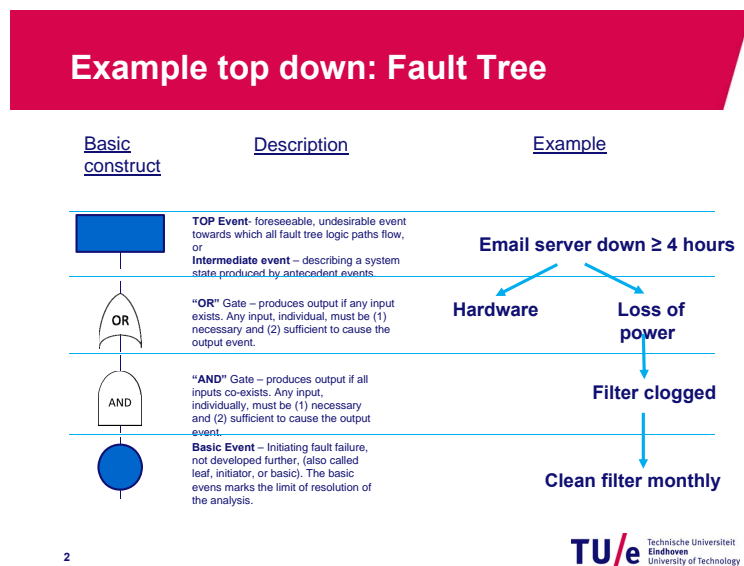 Example top down: Fault Tree
Basic
construct
Description
Example
TOP Event- foreseeable, undesirable event
towards which all fault tree logic paths flow,
or
Intermediate event – describing a system
state produced by antecedent events.
Email server down ≥ 4 hours
OR
“OR” Gate – produces output if any input
exists. Any input, individual, must be (1)
necessary and (2) sufficient to cause the
output event.
Hardware
Loss of
power
AND
“AND” Gate – produces output if all
inputs co-exists. Any input,
individually, must be (1) necessary
and (2) sufficient to cause the output
event.
Filter clogged
Basic Event – Initiating fault failure,
not developed further, (also called
leaf, initiator, or basic). The basic
evens marks the limit of resolution of
the analysis.
Clean filter monthly
2
TU/e
Technische Universiteit
Eindhoven
University of Technology